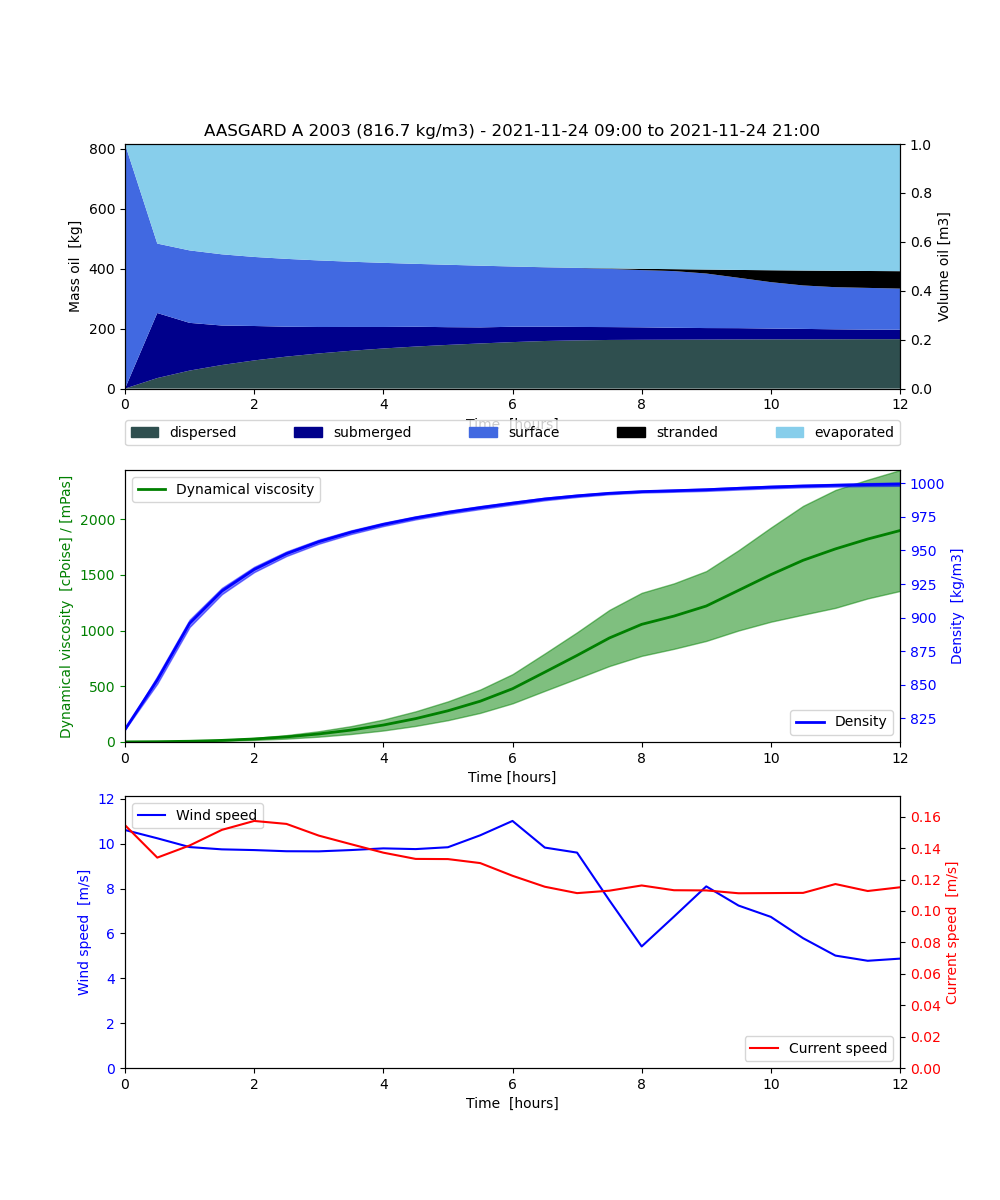 AASGARD A 2003 (816.7 kg/m3) - 2021-11-24 09:00 to 2021-11-24 21:00
Mass oil [kg]
800
600
400
200
0
Volume oil [m3]
1.0
0.8
0.6
0.4
0.2
0.0
0 2 4 6 8 10 12
Time [hours]
dispersed submerged surface stranded evaporated
Dynamical viscosity [cPoise] / [mPas]
2000
1500
1000
500
0
Dynamical viscosity
Density [kg/m3]
1000
975
950
925
900
875
850
825
Density
0 2 4 6 8 10 12
Time [hours]
Wind speed [m/s]
12
10
8
6
4
2
0
Wind speed
Current speed [m/s]
0.16
0.14
0.12
0.10
0.08
0.06
0.04
0.02
0.00
Current speed
0 2 4 6 8 10 12
Time [hours]